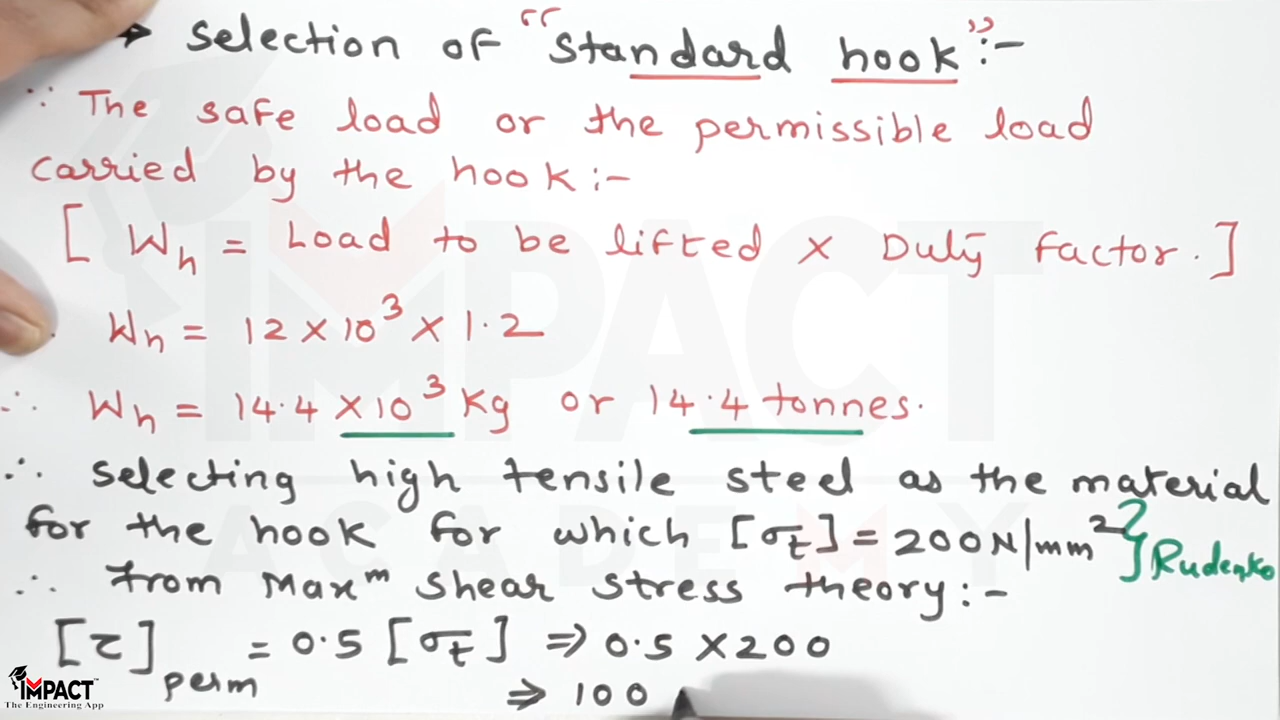 → Selection of "Standard hook":-
∵ The safe load or the permissible load
carried by the hook:-
[ Wh = Load to be lifted × Duty factor. ]
∴ Wh = 12 × 10³ × 1.2
∴ Wh = 14.4 × 10³ Kg or 14.4 tonnes.
∴ Selecting high tensile steel as the material
for the hook for which [σt] = 200 N/mm² } Rudenko
∴ from Maxᵐ shear stress theory:-
[τ]perm = 0.5 [σt] ⇒ 0.5 × 200
⇒ 100
IMPACT
ACADEMY
IMPACT
The Engineering App